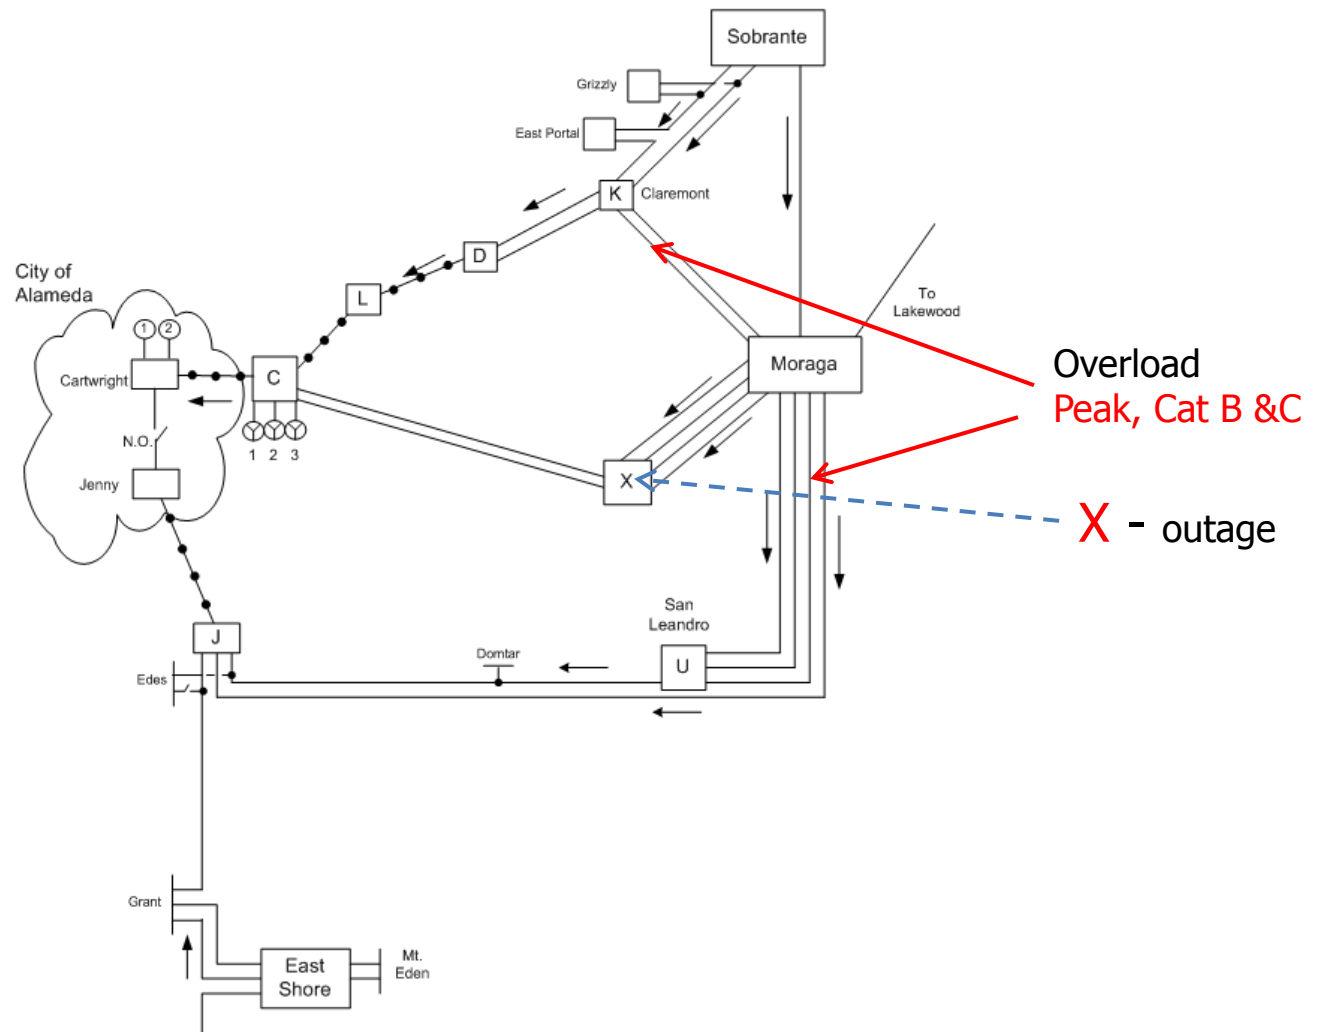 Sobrante
Grizzly
East Portal
K
Claremont
D
City of
Alameda
L
To
Lakewood
1
2
Cartwright
C
Moraga
Overload
Peak, Cat B &C
N.O.
1 2 3
Jenny
X
X - outage
San
Leandro
J
Domtar
U
Edes
Grant
East
Shore
Mt.
Eden